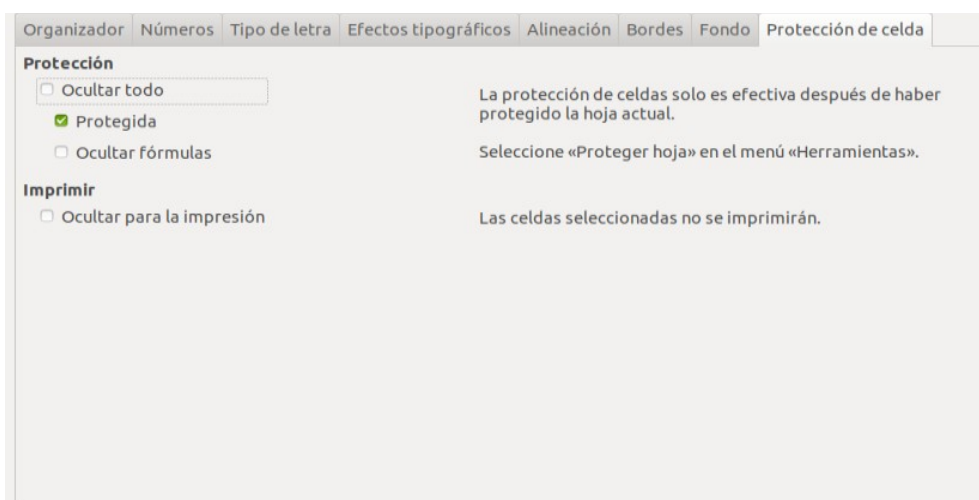 Organizador Números Tipo de letra Efectos tipográficos Alineación Bordes Fondo Protección de celda
Protección
Ocultar todo
Protegida
Ocultar fórmulas
La protección de celdas solo es efectiva después de haber
protegido la hoja actual.
Seleccione «Proteger hoja» en el menú «Herramientas».
Imprimir
Ocultar para la impresión
Las celdas seleccionadas no se imprimirán.